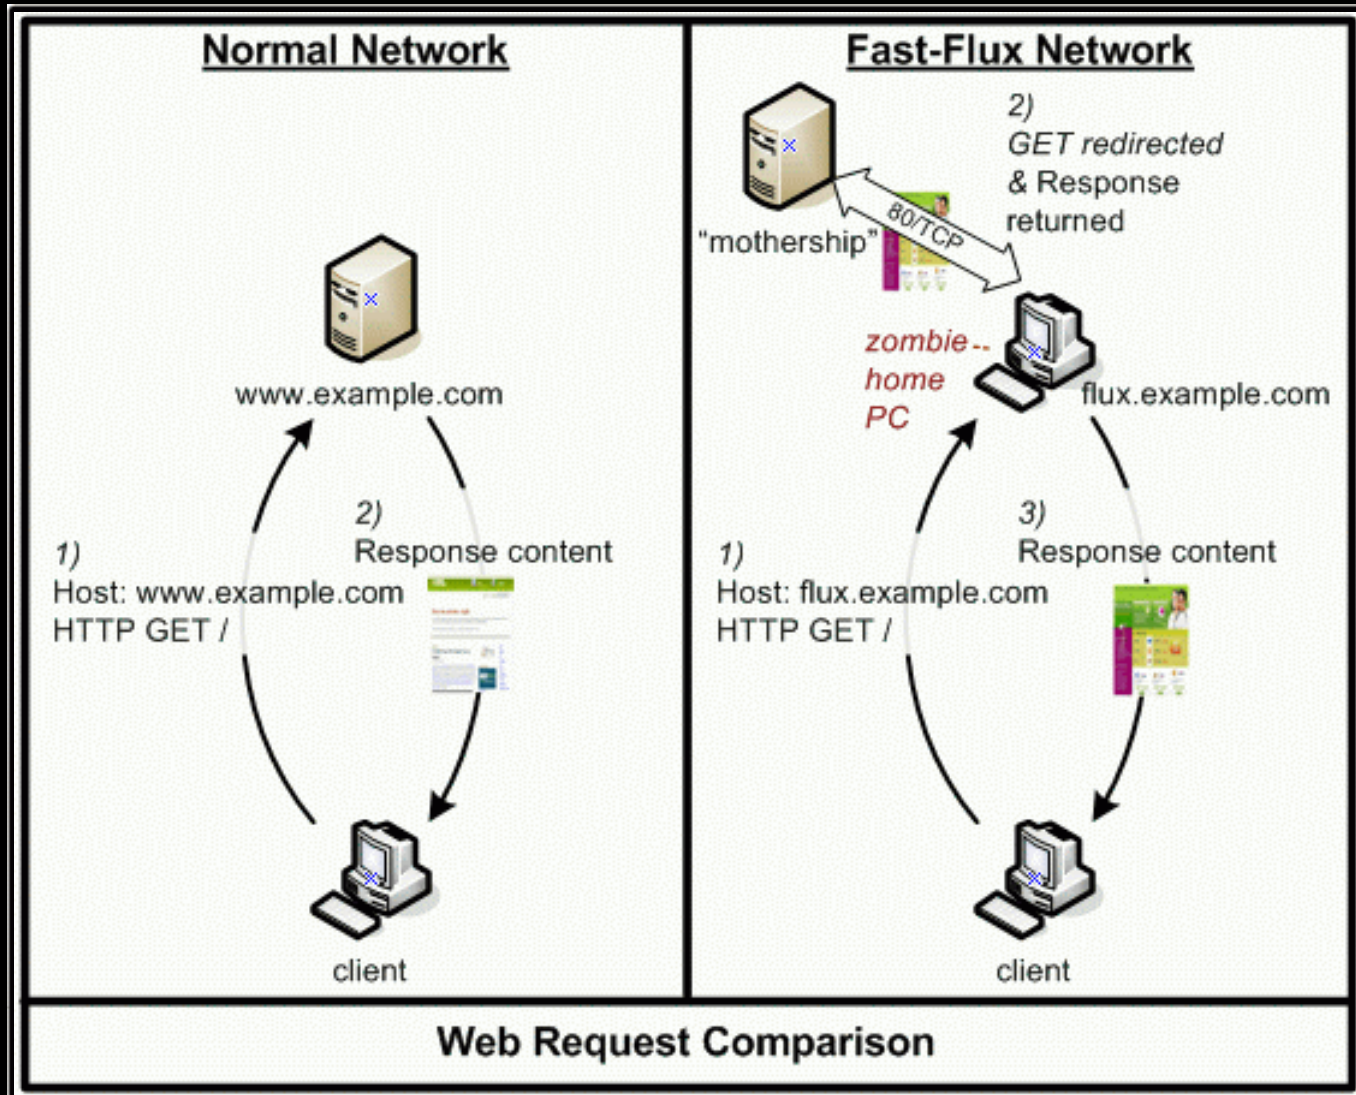 Normal Network
www.example.com
1)
Host: www.example.com
HTTP GET /
2)
Response content
client
Fast-Flux Network
"mothership"
80/TCP
2)
GET redirected
& Response
returned
zombie--
home
PC
flux.example.com
1)
Host: flux.example.com
HTTP GET /
3)
Response content
client
Web Request Comparison